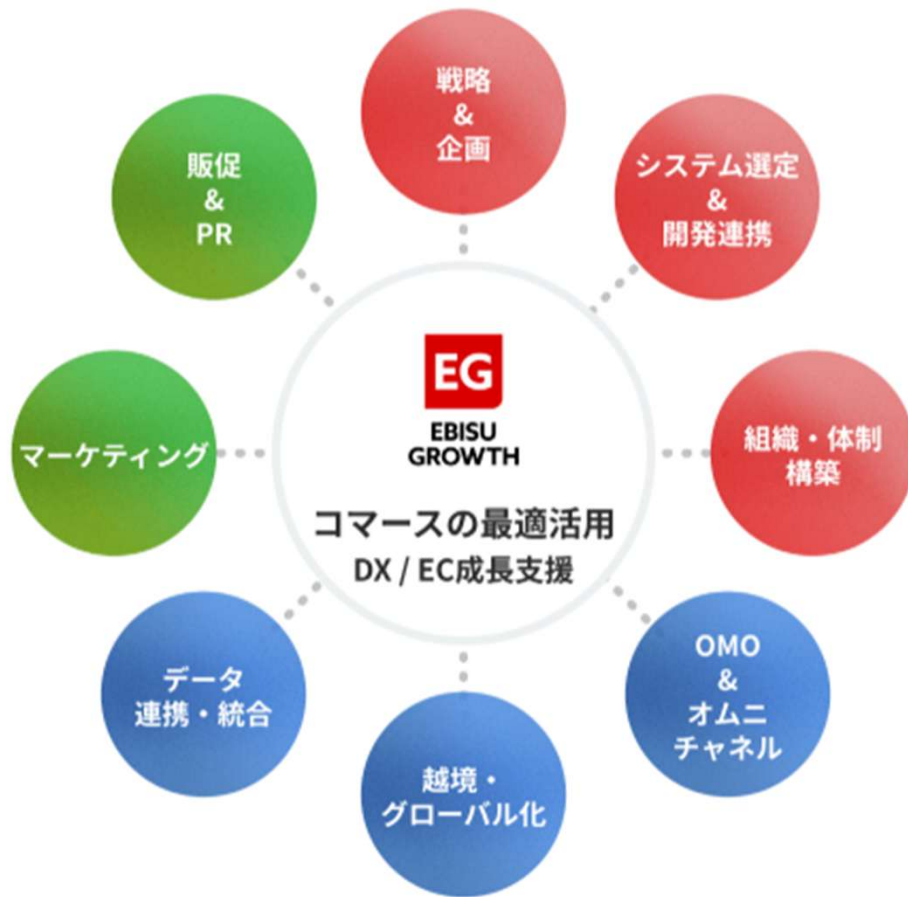 戦略
&
企画
システム選定
&
開発連携
組織・体制
構築
OMO
&
オムニ
チャネル
越境・
グローバル化
データ
連携・統合
マーケティング
販促
&
PR
EG
EBISU
GROWTH
コマースの最適活用
DX / EC成長支援